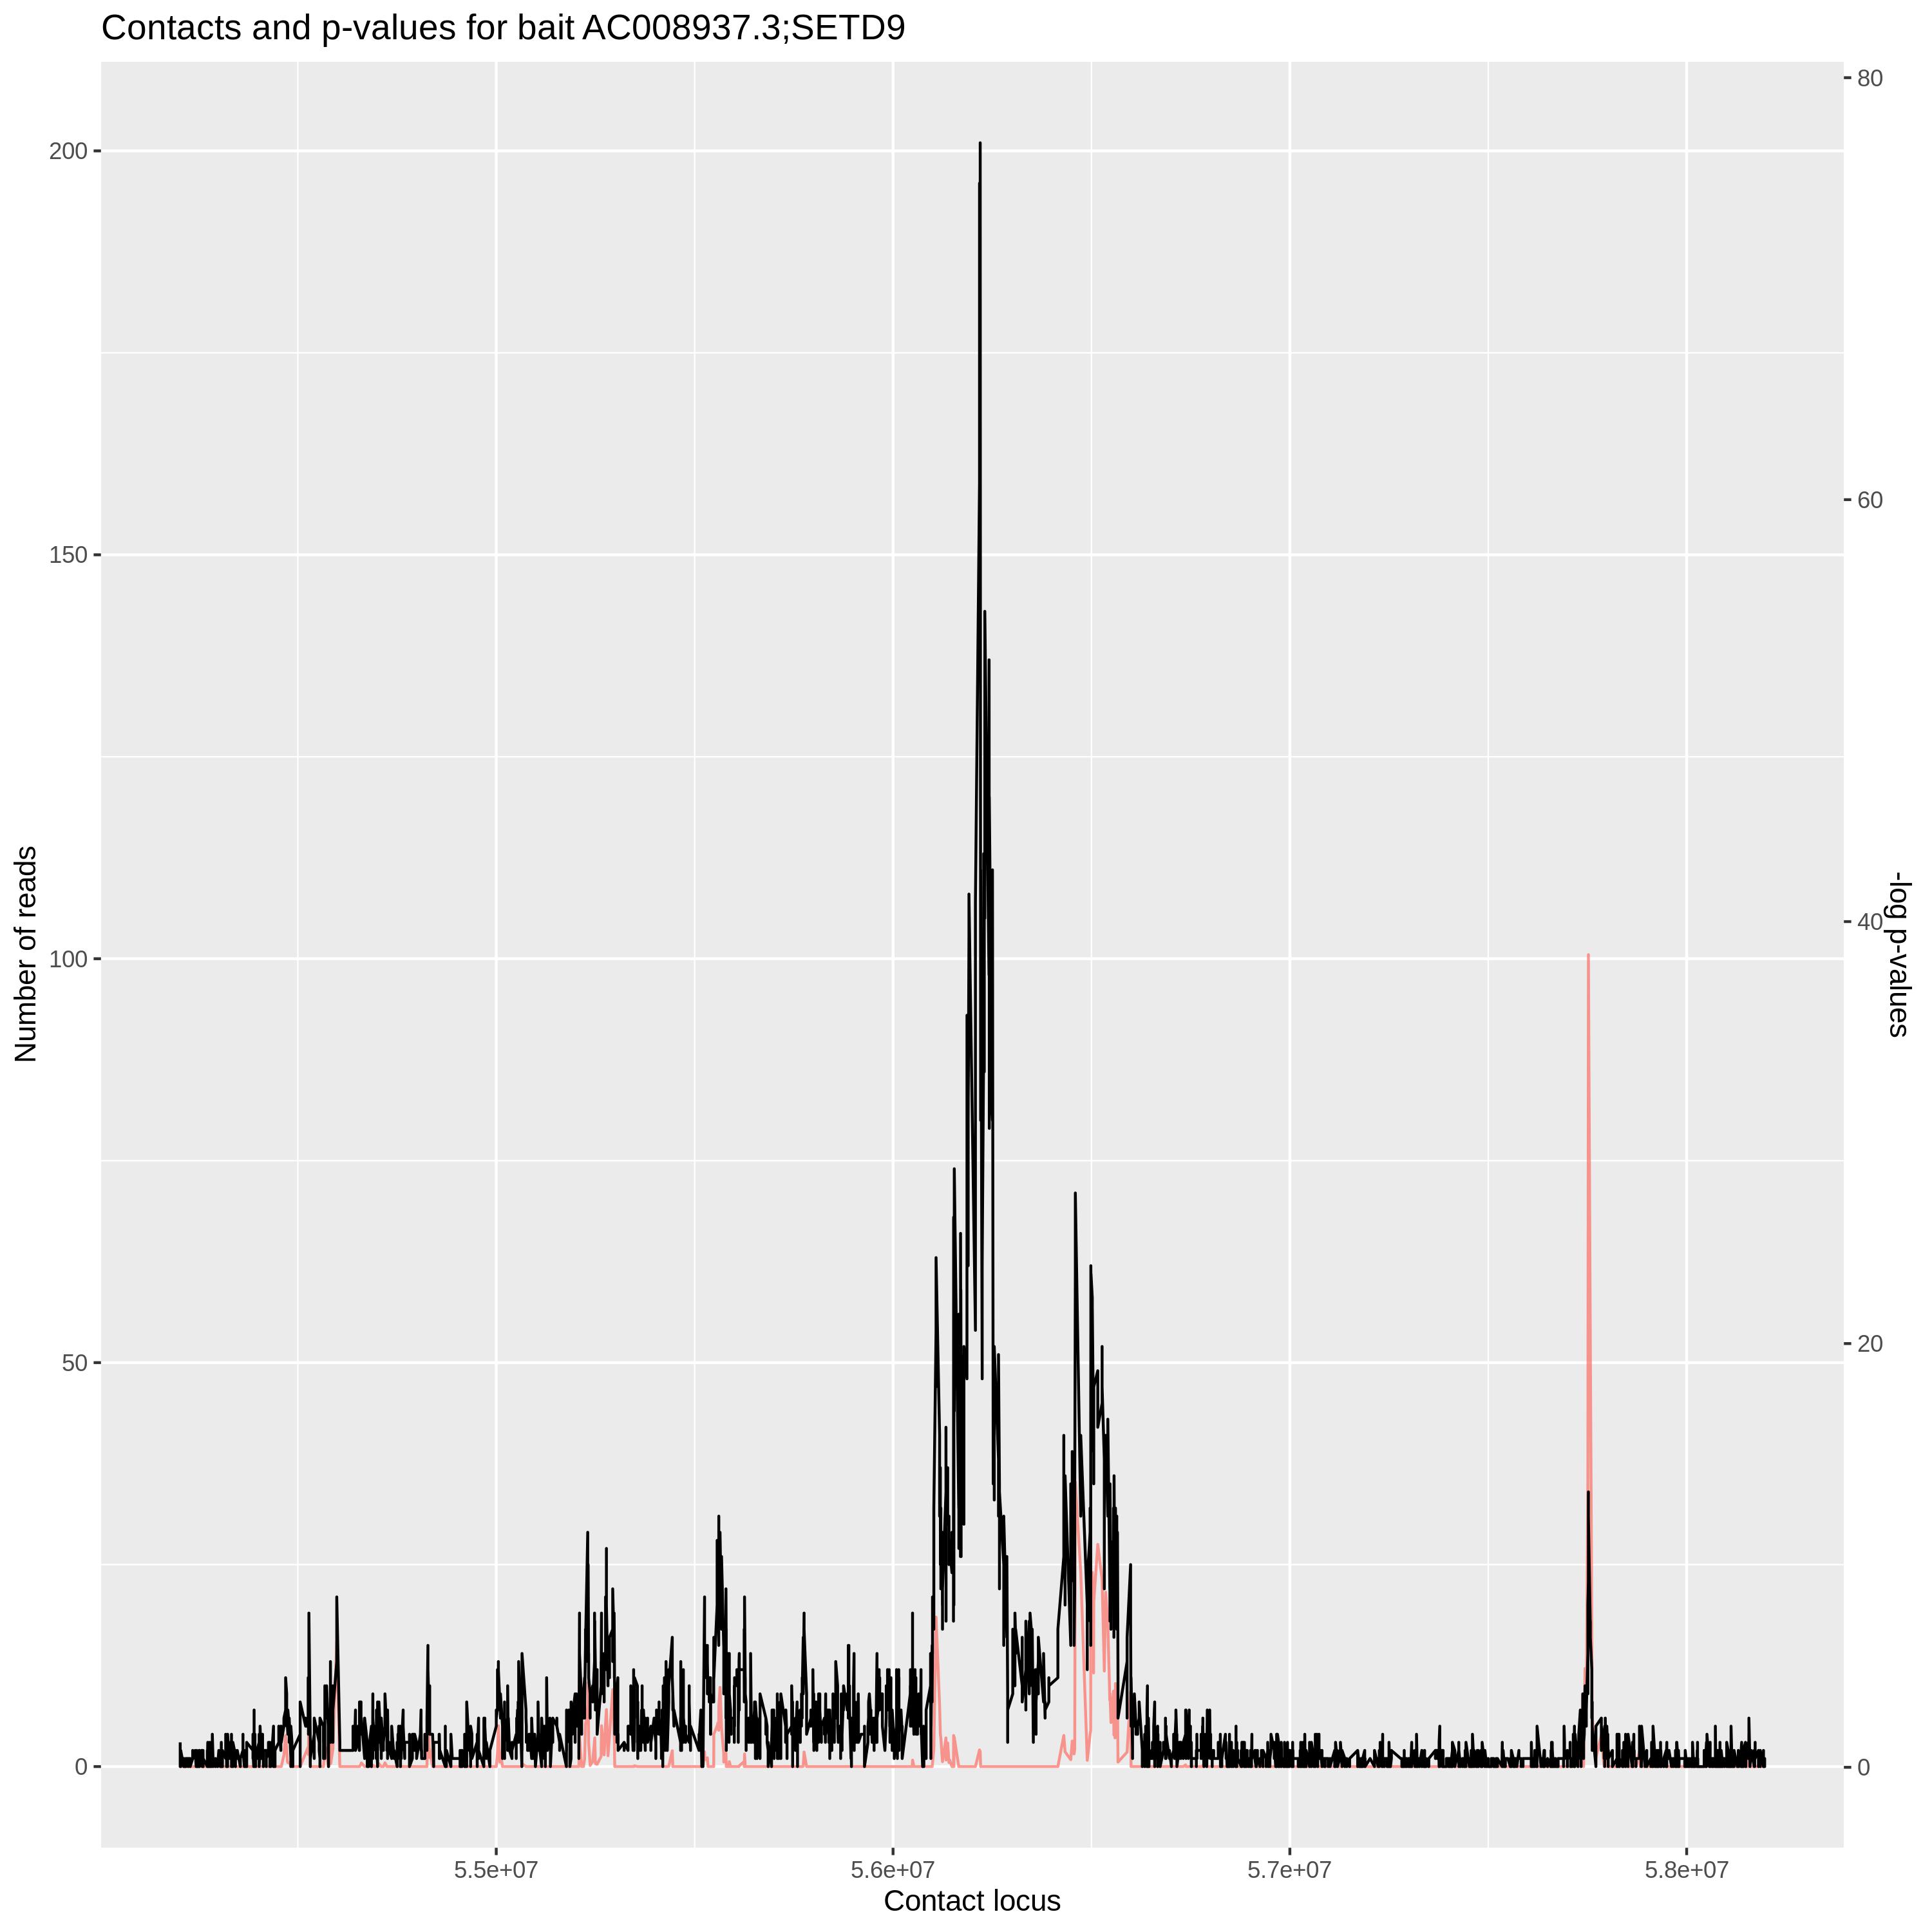 Contacts and p-values for bait AC008937.3;SETD9
200
150
100
50
0
Number of reads
80
60
40
20
0
-log p-values
5.5e+07
5.6e+07
5.7e+07
5.8e+07
Contact locus